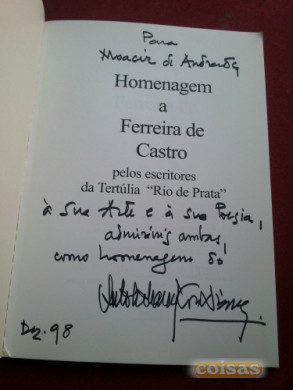 Para
Moacir de Andrade
Homenagem
a
Ferreira de
Castro
pelos escritores
da Tertúlia “Rio de Prata”
à sua Arte e à sua Poesia,
admiráveis ambas,
como homenagem do
Dez. 98
coisas